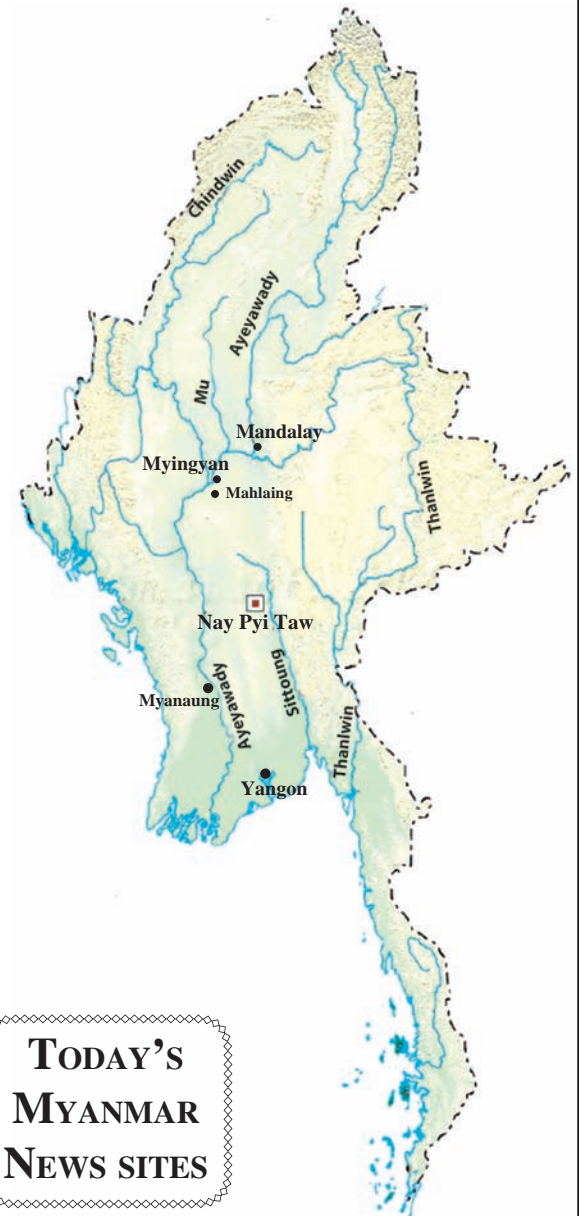 Chindwin
Ayeyawady
Mu
Mandalay
Myingyan
Mahlaing
Thanlwin
Nay Pyi Taw
Sittoung
Ayeyawady
Myanaung
Thanlwin
Yangon
TODAY'S
MYANMAR
NEWS SITES